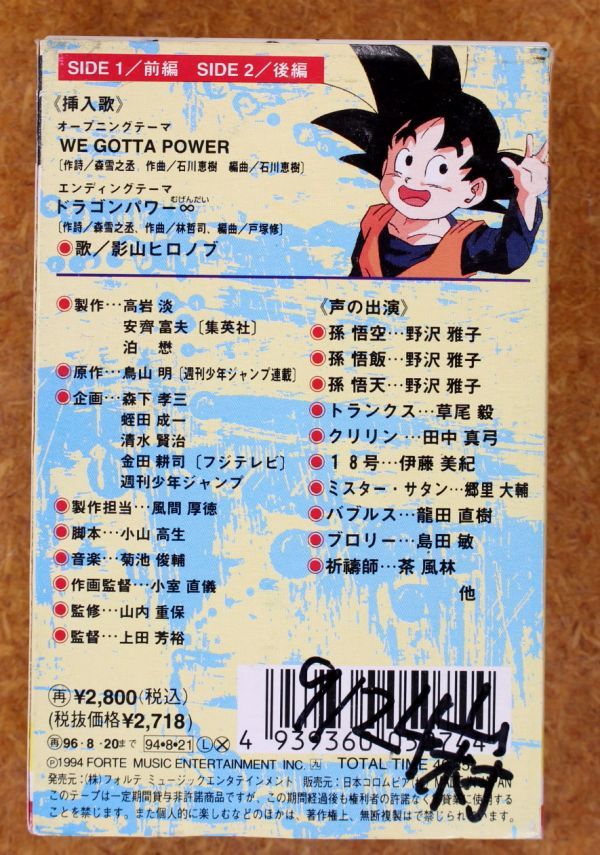 SIDE 1／前編　SIDE 2／後編
《挿入歌》
オープニングテーマ
WE GOTTA POWER
〔作詩／森雪之丞　作曲／石川恵樹　編曲／石川恵樹〕
エンディングテーマ
むげんだい
ドラゴンパワー∞
〔作詩／森雪之丞、作曲／林哲司、編曲／戸塚修〕
●歌／影山ヒロノブ
●製作…高岩 淡
安齊 富夫〔集英社〕
泊 懋
●原作…鳥山 明〔週刊少年ジャンプ連載〕
●企画…森下 孝三
蛭田 成一
清水 賢治
金田 耕司〔フジテレビ〕
週刊少年ジャンプ
●製作担当…風間 厚徳
●脚本…小山 高生
●音楽…菊池 俊輔
●作画監督…小室 直儀
●監修…山内 重保
●監督…上田 芳裕
《声の出演》
●孫 悟空…野沢 雅子
●孫 悟飯…野沢 雅子
●孫 悟天…野沢 雅子
●トランクス…草尾 毅
●クリリン…田中 真弓
●１８号…伊藤 美紀
●ミスター・サタン…郷里 大輔
●バブルス…龍田 直樹
●ブロリー…島田 敏
●祈禱師…茶 風林
他
再 ¥2,800(税込)
(税抜価格¥2,718)
再96・8・20まで 94・8・21 L X
4 939360
Ⓟ1994 FORTE MUSIC ENTERTAINMENT INC. 九 TOTAL TIME
発売元：(株)フォルテ ミュージックエンタテインメント　販売元：日本コロムビア
このテープは一定期間貸与非許諾商品ですが、この期間経過後も権利者の許諾なく
ことを禁じます。また個人的に楽しむなどのほかは、著作権法上、無断複製は禁じられています。